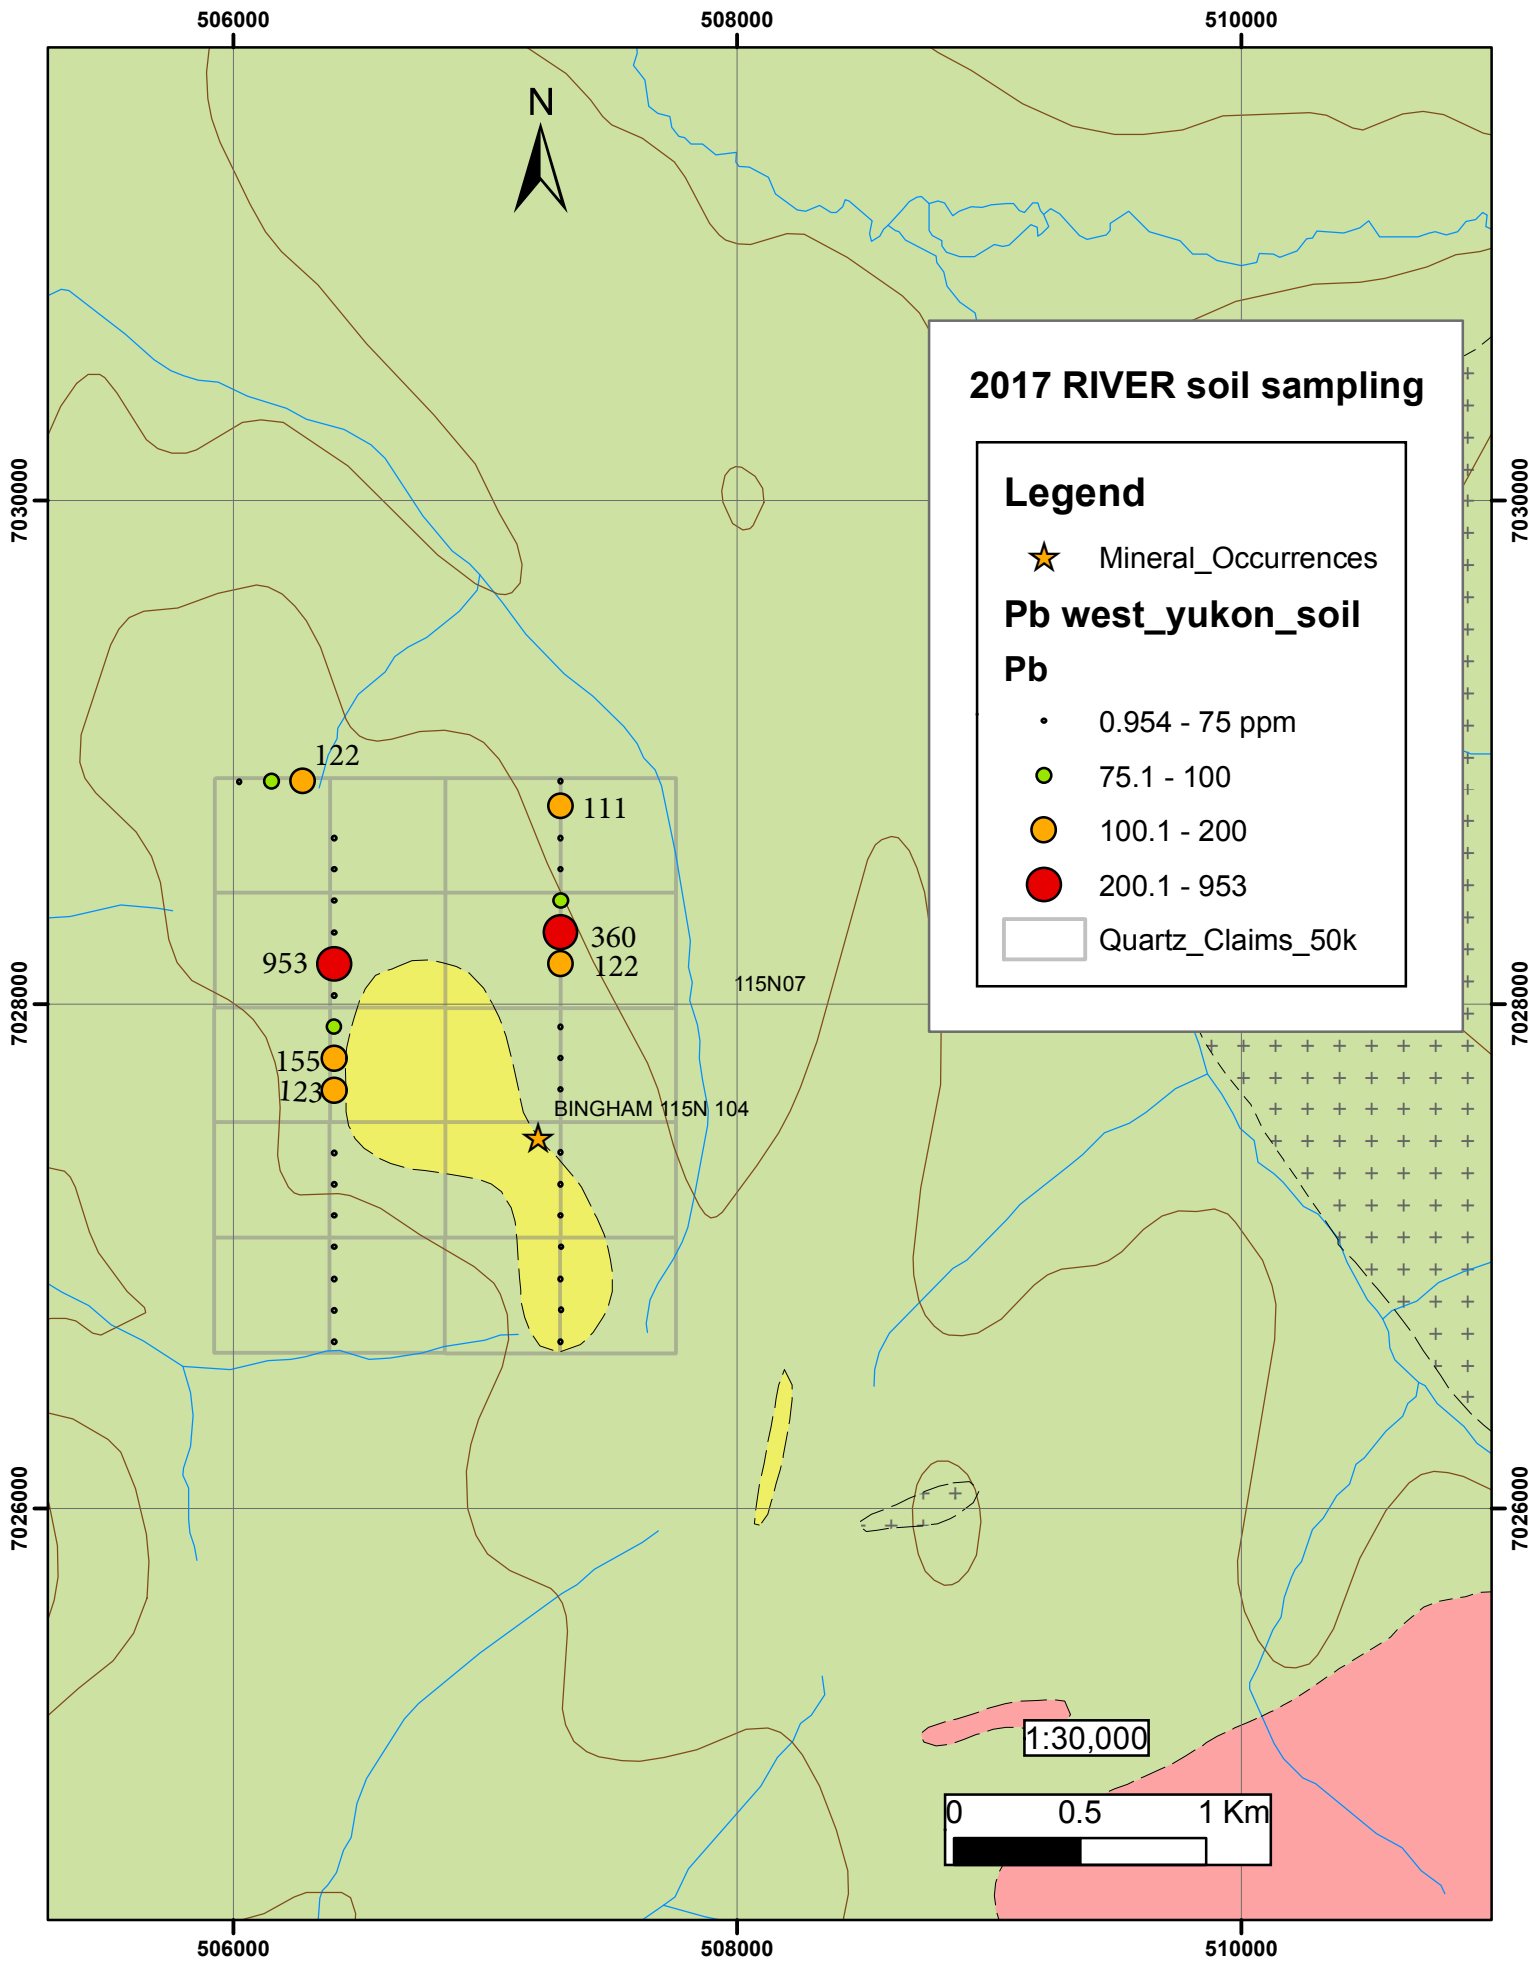 506000 508000 510000
N
7030000 7030000
2017 RIVER soil sampling
Legend
Mineral_Occurrences
Pb west_yukon_soil
Pb
0.954 - 75 ppm
75.1 - 100
100.1 - 200
200.1 - 953
Quartz_Claims_50k
122
111
360
953
122
115N07
7028000 7028000
155
123
BINGHAM 115N 104
7026000 7026000
1:30,000
0 0.5 1 Km
506000 508000 510000